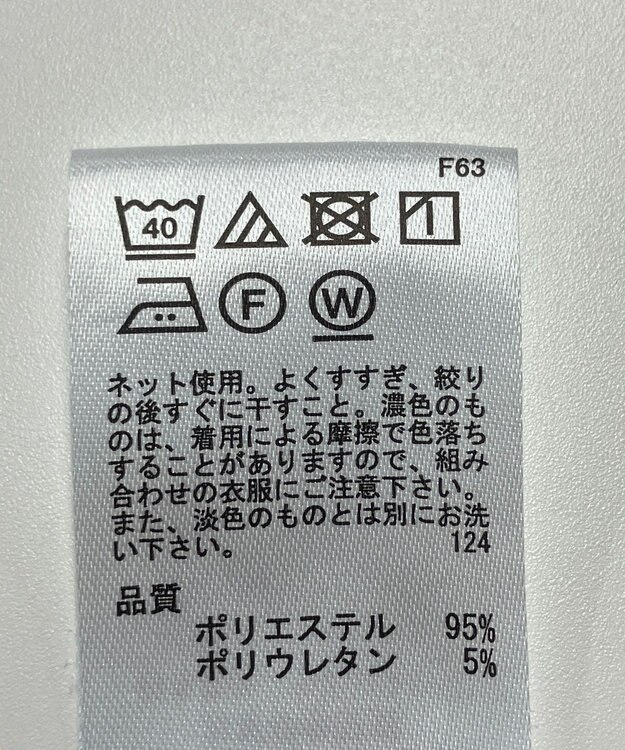 F63
40
F W
ネット使用。よくすすぎ、絞り
の後すぐに干すこと。濃色のも
のは、着用による摩擦で色落ち
することがありますので、組み
合わせの衣服にご注意下さい。
また、淡色のものとは別にお洗
い下さい。 124
品質
ポリエステル 95%
ポリウレタン 5%